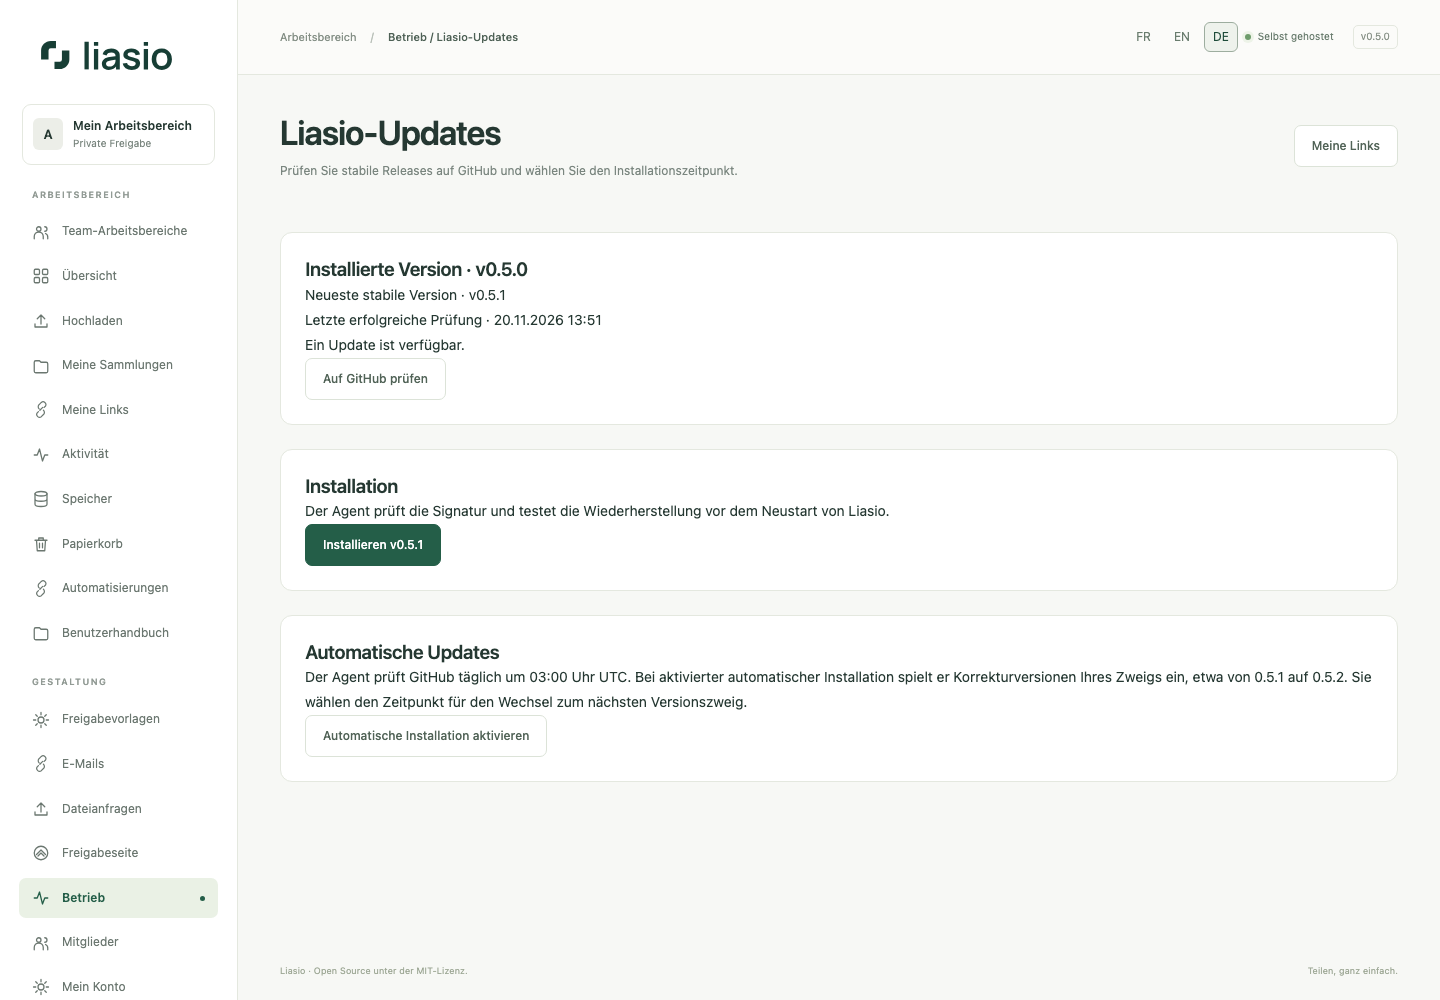 liasio
A
Mein Arbeitsbereich
Private Freigabe
ARBEITSBEREICH
Team-Arbeitsbereiche
Übersicht
Hochladen
Meine Sammlungen
Meine Links
Aktivität
Speicher
Papierkorb
Automatisierungen
Benutzerhandbuch
GESTALTUNG
Freigabevorlagen
E-Mails
Dateianfragen
Freigabeseite
Betrieb
Mitglieder
Mein Konto
Arbeitsbereich / Betrieb / Liasio-Updates
FR EN DE Selbst gehostet v0.5.0
Liasio-Updates
Prüfen Sie stabile Releases auf GitHub und wählen Sie den Installationszeitpunkt.
Meine Links
Installierte Version · v0.5.0
Neueste stabile Version · v0.5.1
Letzte erfolgreiche Prüfung · 20.11.2026 13:51
Ein Update ist verfügbar.
Auf GitHub prüfen
Installation
Der Agent prüft die Signatur und testet die Wiederherstellung vor dem Neustart von Liasio.
Installieren v0.5.1
Automatische Updates
Der Agent prüft GitHub täglich um 03:00 Uhr UTC. Bei aktivierter automatischer Installation spielt er Korrekturversionen Ihres Zweigs ein, etwa von 0.5.1 auf 0.5.2. Sie
wählen den Zeitpunkt für den Wechsel zum nächsten Versionszweig.
Automatische Installation aktivieren
Liasio · Open Source unter der MIT-Lizenz.
Teilen, ganz einfach.